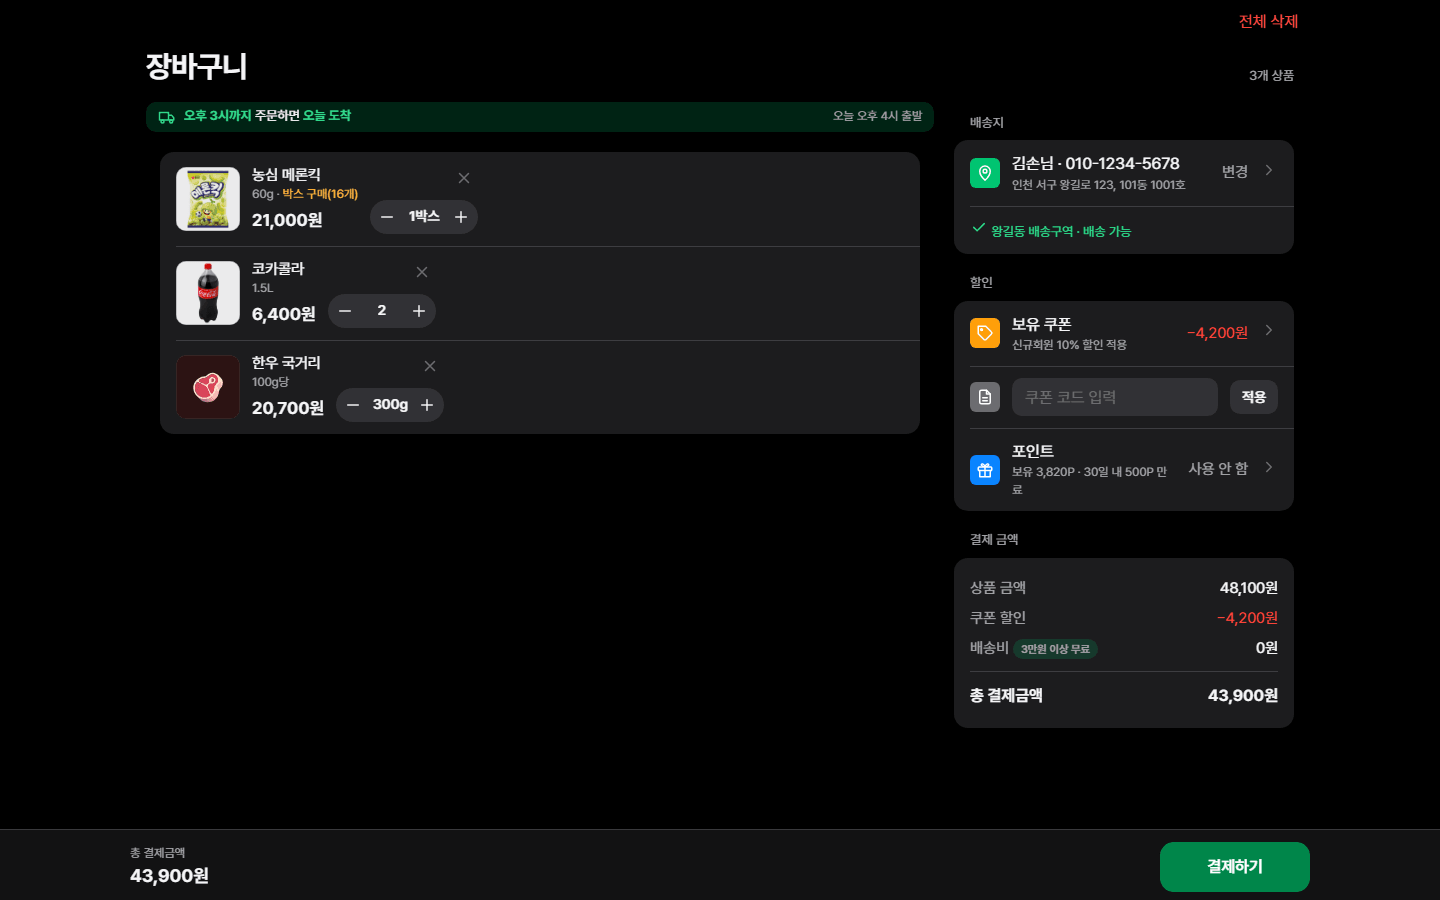 전체 삭제
장바구니
3개 상품
오후 3시까지 주문하면 오늘 도착
오늘 오후 4시 출발
농심 메론킥
60g · 박스 구매(16개)
21,000원
1박스
메론킥
코카콜라
1.5L
6,400원
2
Coca-Cola
한우 국거리
100g당
20,700원
300g
배송지
김손님 · 010-1234-5678
인천 서구 왕길로 123, 101동 1001호
변경
왕길동 배송구역 · 배송 가능
할인
보유 쿠폰
신규회원 10% 할인 적용
−4,200원
쿠폰 코드 입력
적용
포인트
보유 3,820P · 30일 내 500P 만
료
사용 안 함
결제 금액
상품 금액
48,100원
쿠폰 할인
−4,200원
배송비 3만원 이상 무료
0원
총 결제금액
43,900원
총 결제금액
43,900원
결제하기